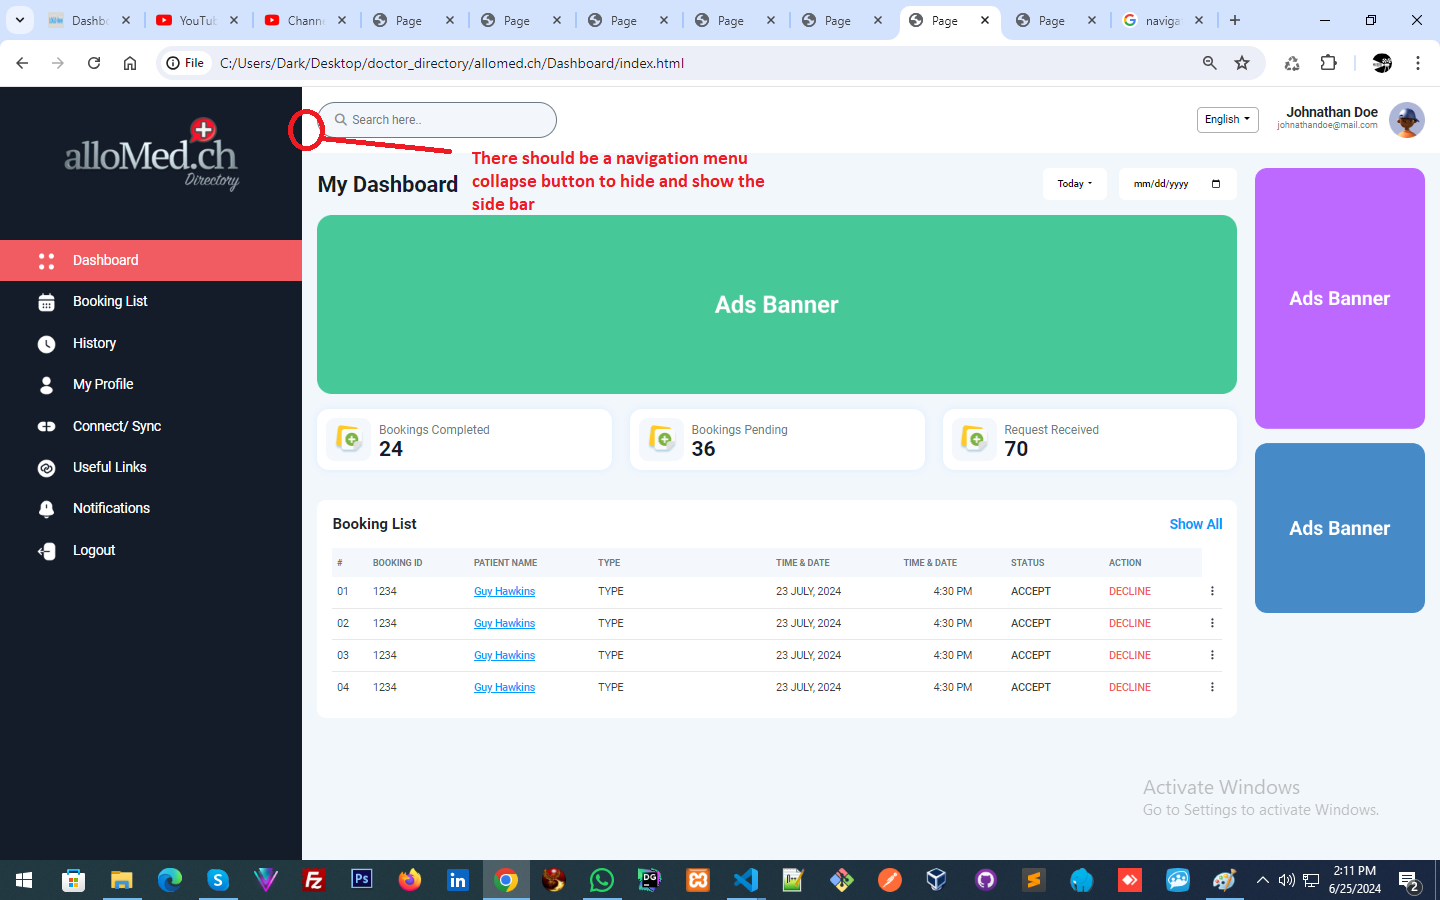 Dashbo
YouTub
Channe
Page
Page
Page
Page
Page
Page
Page
naviga
File
C:/Users/Dark/Desktop/doctor_directory/allomed.ch/Dashboard/index.html
alloMed.ch
Directory
Search here..
English
Johnathan Doe
johnathandoe@mail.com
There should be a navigation menu
collapse button to hide and show the
side bar
My Dashboard
Today
mm/dd/yyyy
Dashboard
Booking List
History
My Profile
Connect/ Sync
Useful Links
Notifications
Logout
Ads Banner
Ads Banner
Ads Banner
Bookings Completed
24
Bookings Pending
36
Request Received
70
Booking List
Show All
# BOOKING ID PATIENT NAME TYPE TIME & DATE TIME & DATE STATUS ACTION
01 1234 Guy Hawkins TYPE 23 JULY, 2024 4:30 PM ACCEPT DECLINE
02 1234 Guy Hawkins TYPE 23 JULY, 2024 4:30 PM ACCEPT DECLINE
03 1234 Guy Hawkins TYPE 23 JULY, 2024 4:30 PM ACCEPT DECLINE
04 1234 Guy Hawkins TYPE 23 JULY, 2024 4:30 PM ACCEPT DECLINE
Activate Windows
Go to Settings to activate Windows.
Fz
Ps
in
DG
2:11 PM
6/25/2024
2